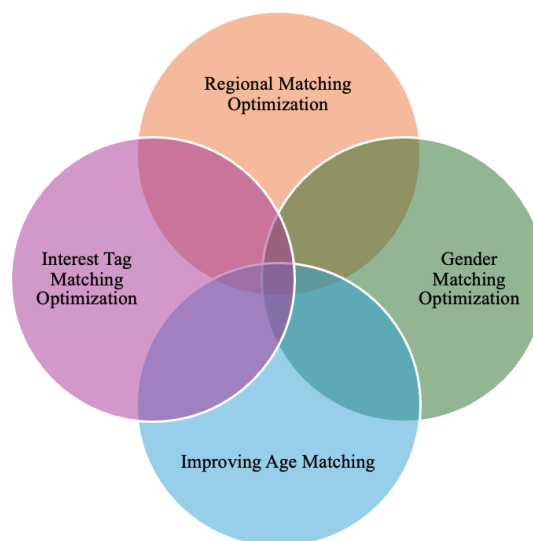 Regional Matching
Optimization
Interest Tag
Matching
Optimization
Gender
Matching
Optimization
Improving Age Matching